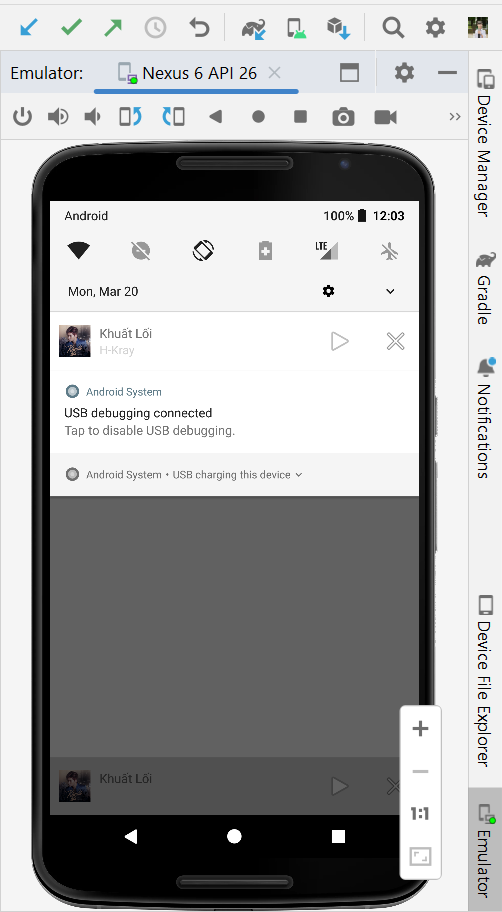 Emulator:
Nexus 6 API 26
Android
100%
12:03
LTE
Mon, Mar 20
Khuất Lối
H-Kray
Android System
USB debugging connected
Tap to disable USB debugging.
Android System • USB charging this device
Khuất Lối
1:1
Device Manager
Gradle
Notifications
Device File Explorer
Emulator